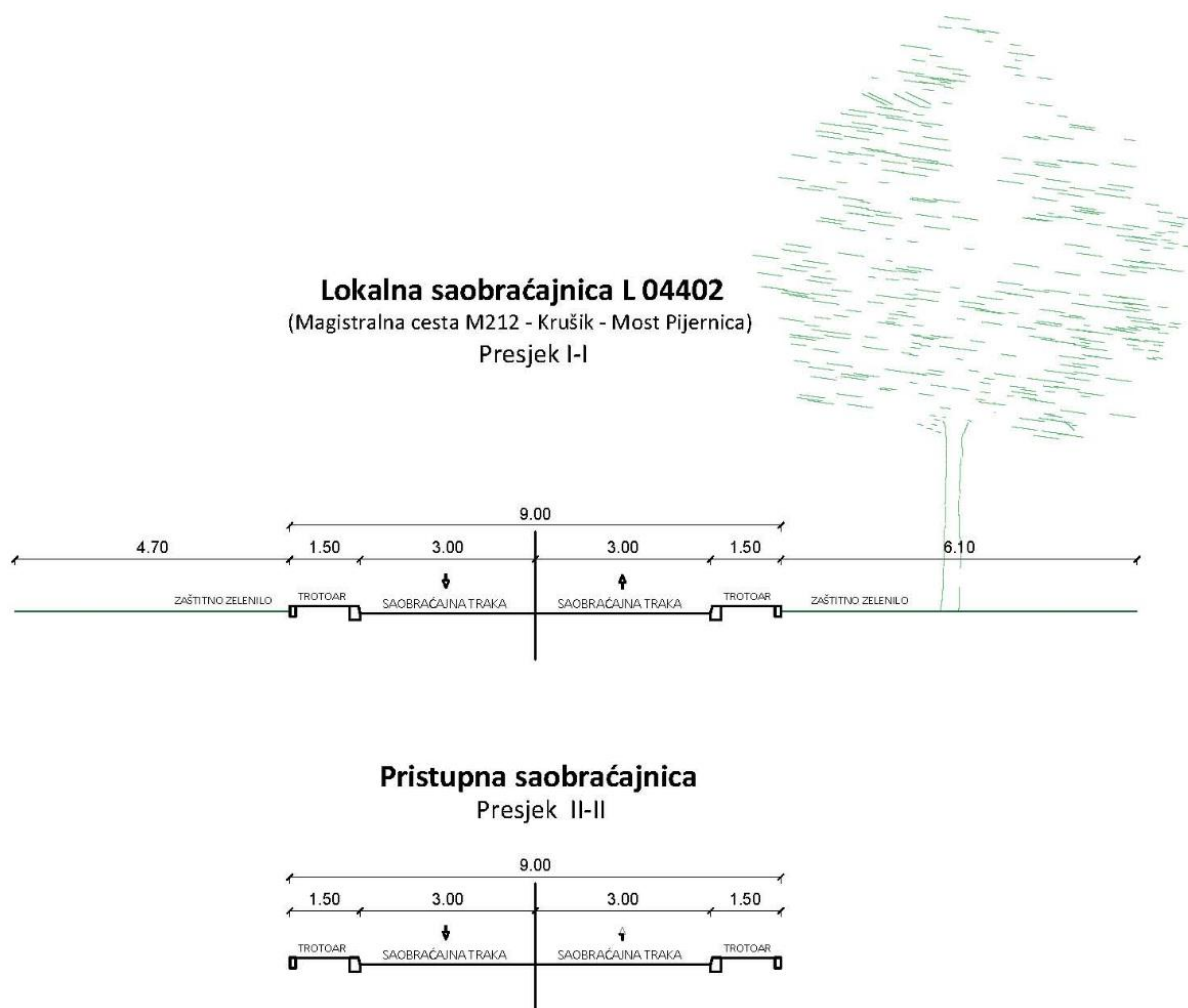 Lokalna saobraćajnica L 04402
(Magistralna cesta M212 - Krušik - Most Pijernica)
Presjek I-I
9.00
4.70 1.50 3.00 3.00 1.50 6.10
ZAŠTITNO ZELENILO TROTOAR SAOBRAĆAJNA TRAKA SAOBRAĆAJNA TRAKA TROTOAR ZAŠTITNO ZELENILO
Pristupna saobraćajnica
Presjek II-II
9.00
1.50 3.00 3.00 1.50
TROTOAR SAOBRAĆAJNA TRAKA SAOBRAĆAJNA TRAKA TROTOAR